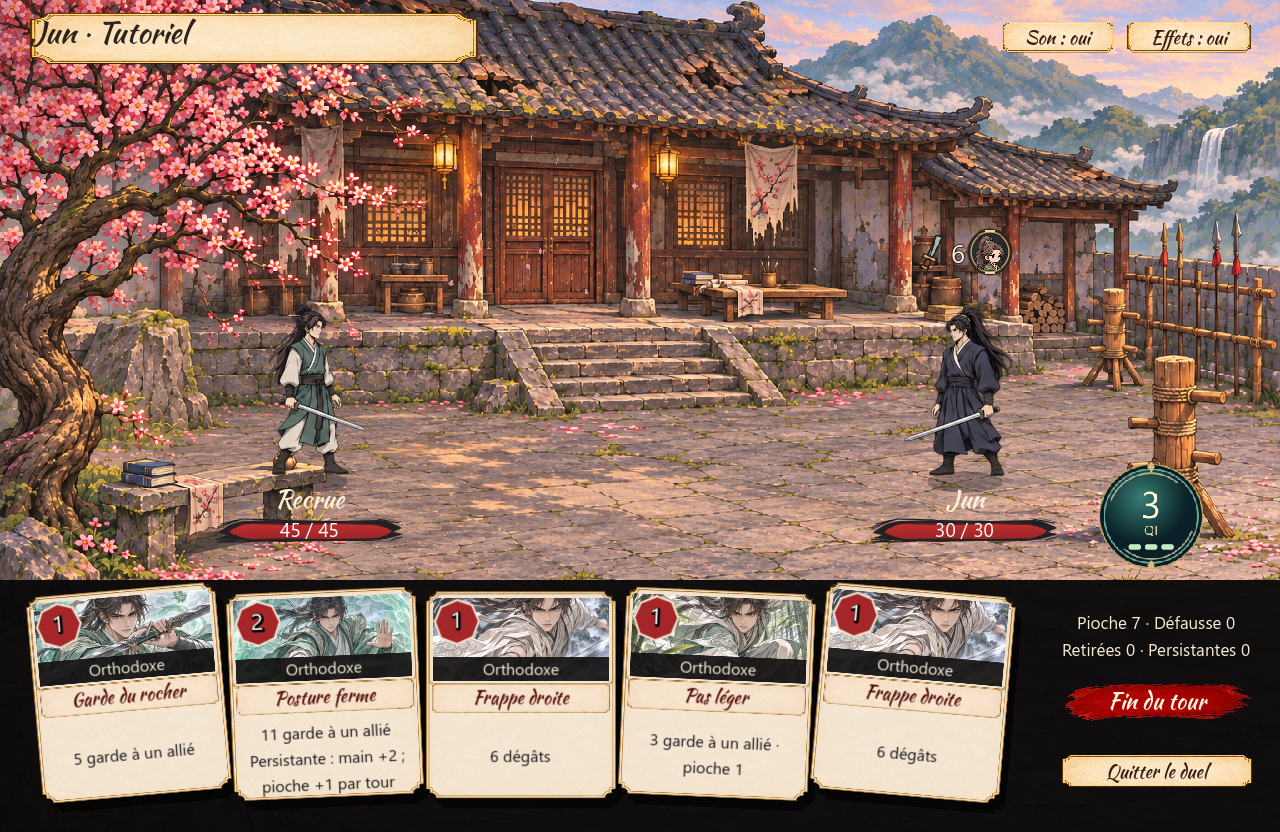 Jun · Tutoriel
Son : oui
Effets : oui
6
Recrue
45 / 45
Jun
30 / 30
3
QI
1
Orthodoxe
Garde du rocher
5 garde à un allié
2
Orthodoxe
Posture ferme
11 garde à un allié
Persistante : main +2 ;
pioche +1 par tour
1
Orthodoxe
Frappe droite
6 dégâts
1
Orthodoxe
Pas léger
3 garde à un allié ·
pioche 1
1
Orthodoxe
Frappe droite
6 dégâts
Pioche 7 · Défausse 0
Retirées 0 · Persistantes 0
Fin du tour
Quitter le duel